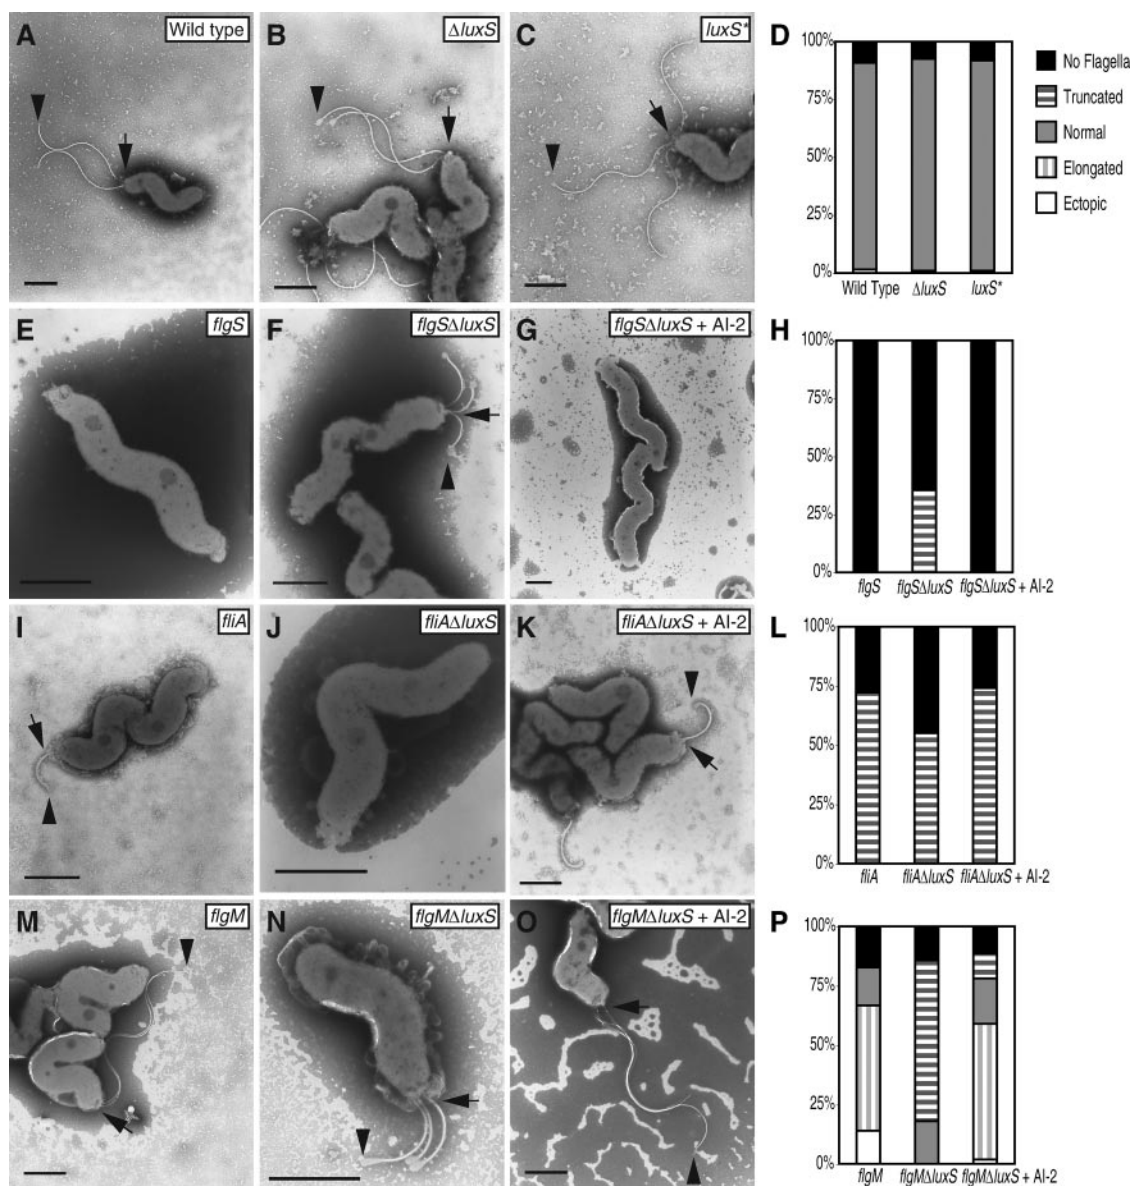 A Wild type
B ΔluxS
C luxS*
D
100%
75%
50%
25%
0%
Wild Type ΔluxS luxS*
No Flagella
Truncated
Normal
Elongated
Ectopic
E flgS
F flgSΔluxS
G flgSΔluxS + AI-2
H
100%
75%
50%
25%
0%
flgS flgSΔluxS flgSΔluxS + AI-2
I fliA
J fliAΔluxS
K fliAΔluxS + AI-2
L
100%
75%
50%
25%
0%
fliA fliAΔluxS fliAΔluxS + AI-2
M flgM
N flgMΔluxS
O flgMΔluxS + AI-2
P
100%
75%
50%
25%
0%
flgM flgMΔluxS flgMΔluxS + AI-2